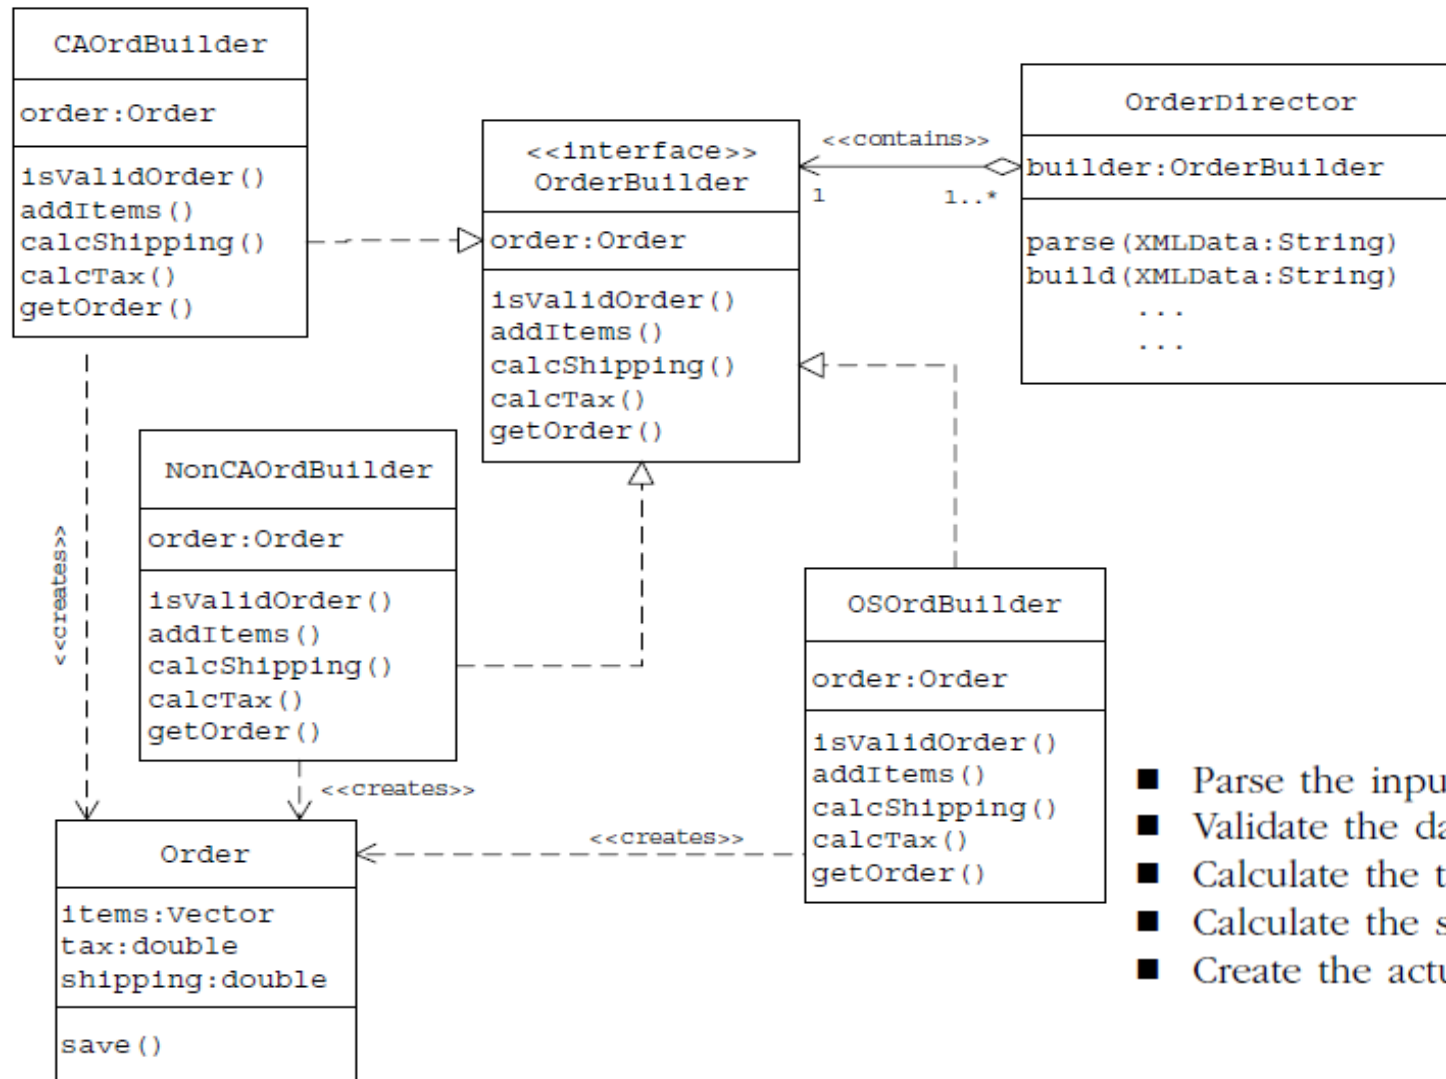 CAOrdBuilder
order:Order
isValidOrder()
addItems()
calcShipping()
calcTax()
getOrder()
<<interface>>
OrderBuilder
order:Order
isValidOrder()
addItems()
calcShipping()
calcTax()
getOrder()
<<contains>>
1
1..*
OrderDirector
builder:OrderBuilder
parse(XMLData:String)
build(XMLData:String)
...
...
NonCAOrdBuilder
order:Order
isValidOrder()
addItems()
calcShipping()
calcTax()
getOrder()
<<creates>>
<<creates>>
OSOrdBuilder
order:Order
isValidOrder()
addItems()
calcShipping()
calcTax()
getOrder()
<<creates>>
Order
items:Vector
tax:double
shipping:double
save()
■ Parse the inpu
■ Validate the da
■ Calculate the t
■ Calculate the s
■ Create the actu